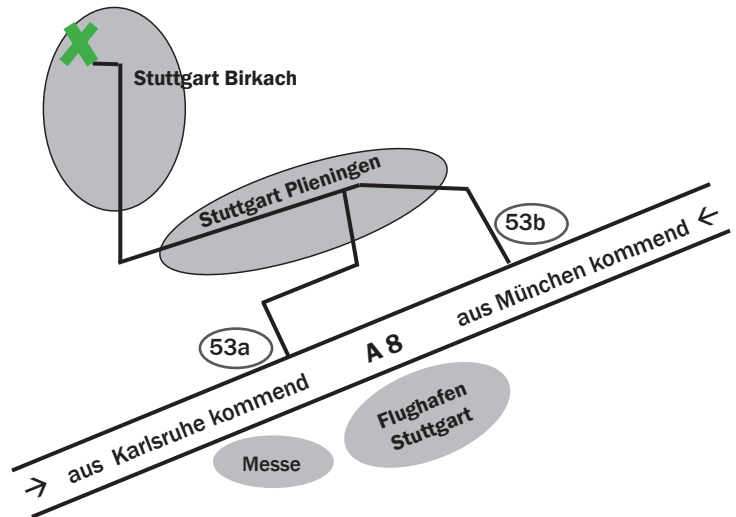 Stuttgart Birkach
Stuttgart Plieningen
53b
aus München kommend
53a
A 8
aus Karlsruhe kommend
Flughafen
Stuttgart
Messe